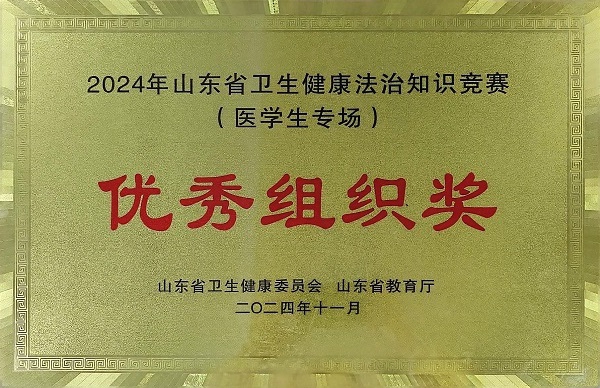 2024年山东省卫生健康法治知识竞赛
（医学生专场）
优秀组织奖
山东省卫生健康委员会 山东省教育厅
二〇二四年十一月